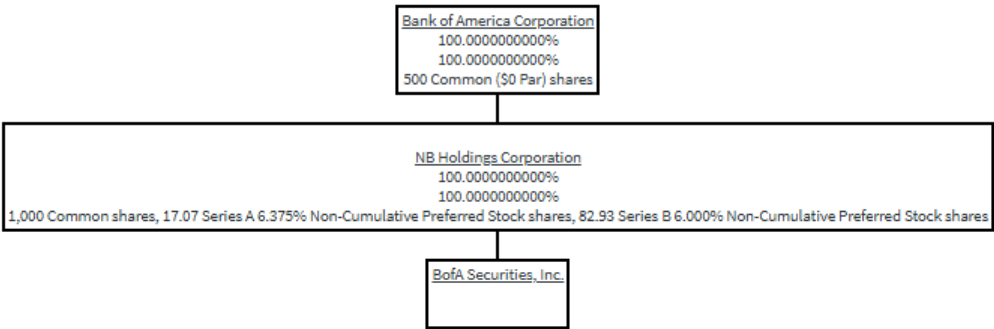 Bank of America Corporation
100.0000000000%
100.0000000000%
500 Common ($0 Par) shares
NB Holdings Corporation
100.0000000000%
100.0000000000%
1,000 Common shares, 17.07 Series A 6.375% Non-Cumulative Preferred Stock shares, 82.93 Series B 6.000% Non-Cumulative Preferred Stock shares
BofA Securities, Inc.